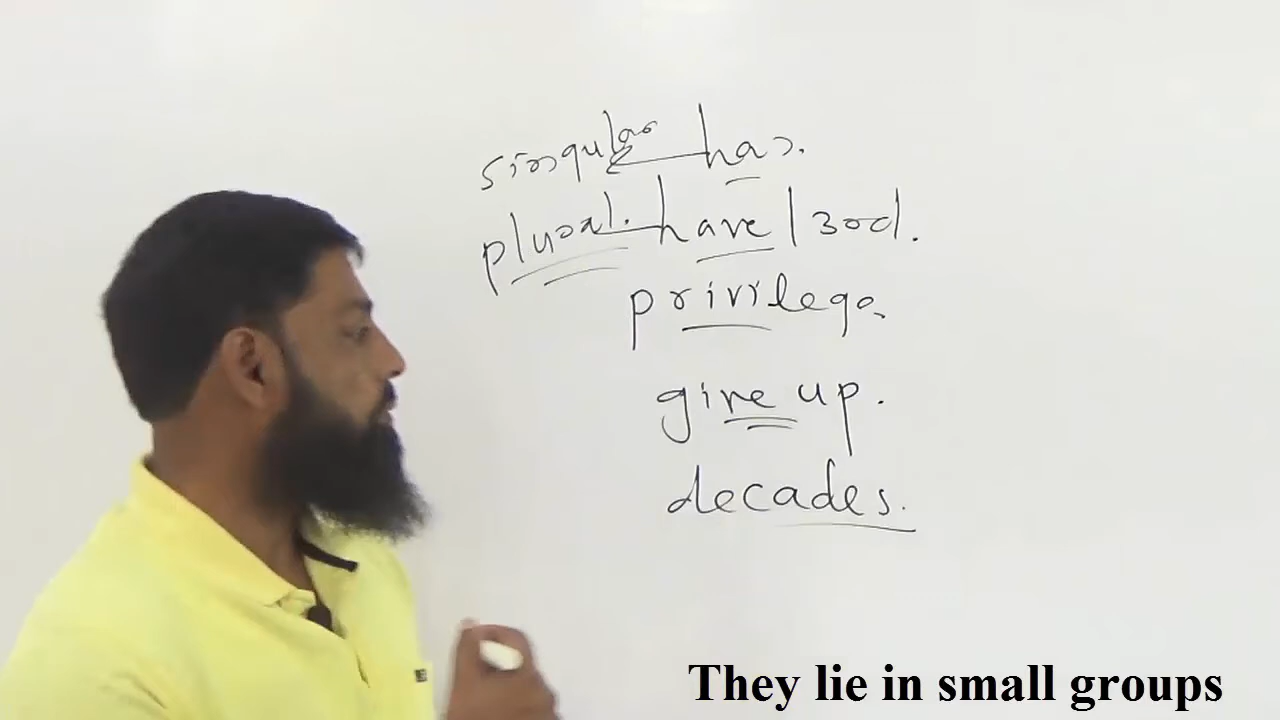 singular has.
plural. have / 3rd.
privilege
give up.
decades.
They lie in small groups